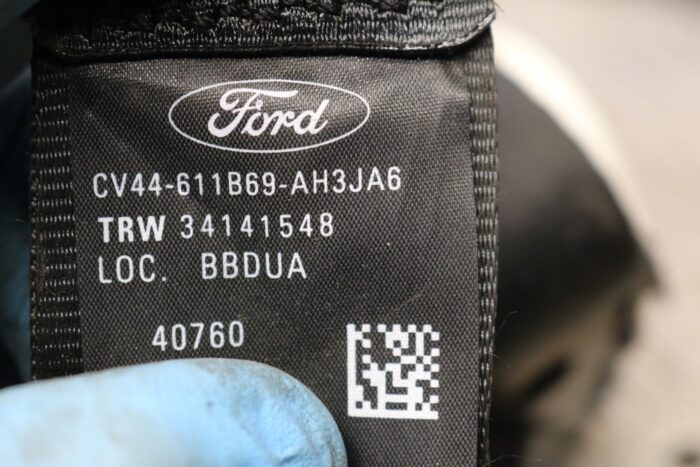 Ford
CV44-611B69-AH3JA6
TRW 34141548
LOC. BBDUA
40760